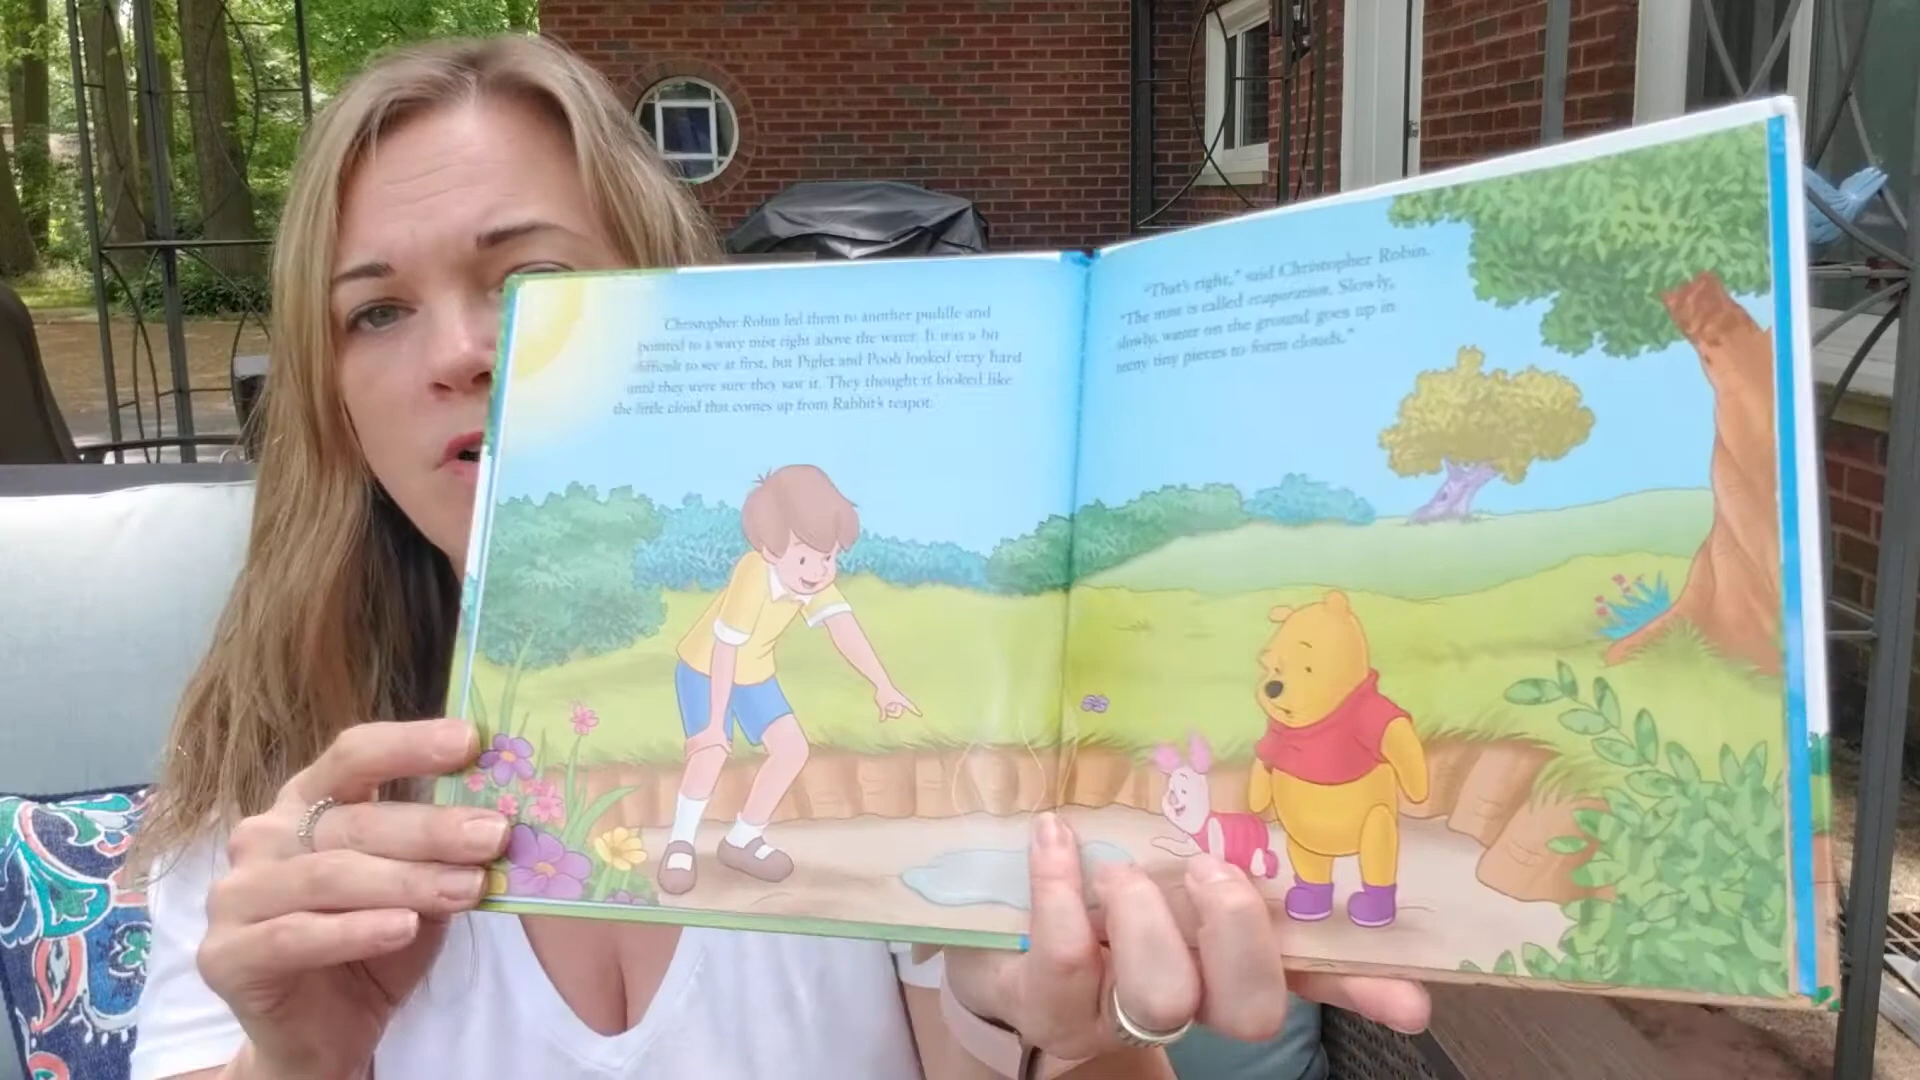 Christopher Robin led them to another puddle and
pointed to a wavy mist right above the water. It was a bit
difficult to see at first, but Piglet and Pooh looked very hard
until they were sure they saw it. They thought it looked like
the little cloud that comes up from Rabbit's teapot.
"That's right," said Christopher Robin.
"The mist is called evaporation. Slowly,
slowly, water on the ground goes up in
teeny tiny pieces to form clouds."